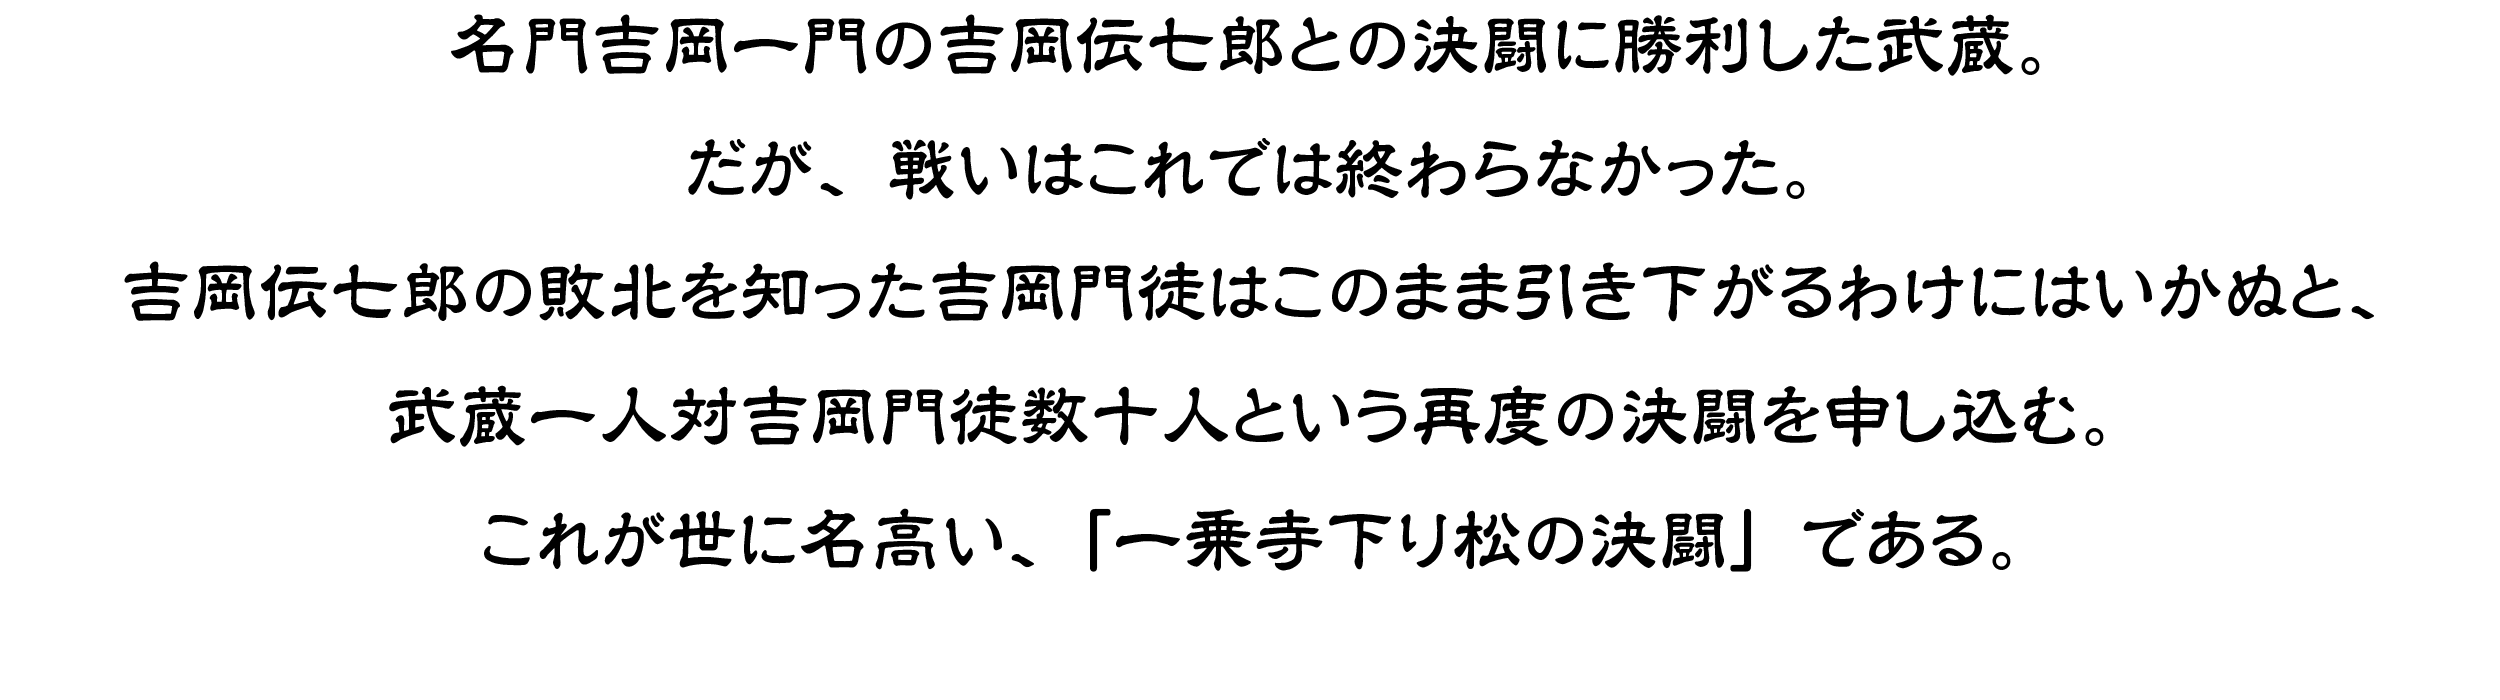 名門吉岡一門の吉岡伝七郎との決闘に勝利した武蔵。
だが、戦いはこれでは終わらなかった。
吉岡伝七郎の敗北を知った吉岡門徒はこのまま引き下がるわけにはいかぬと、
武蔵一人対吉岡門徒数十人という再度の決闘を申し込む。
これが世に名高い、「一乗寺下り松の決闘」である。